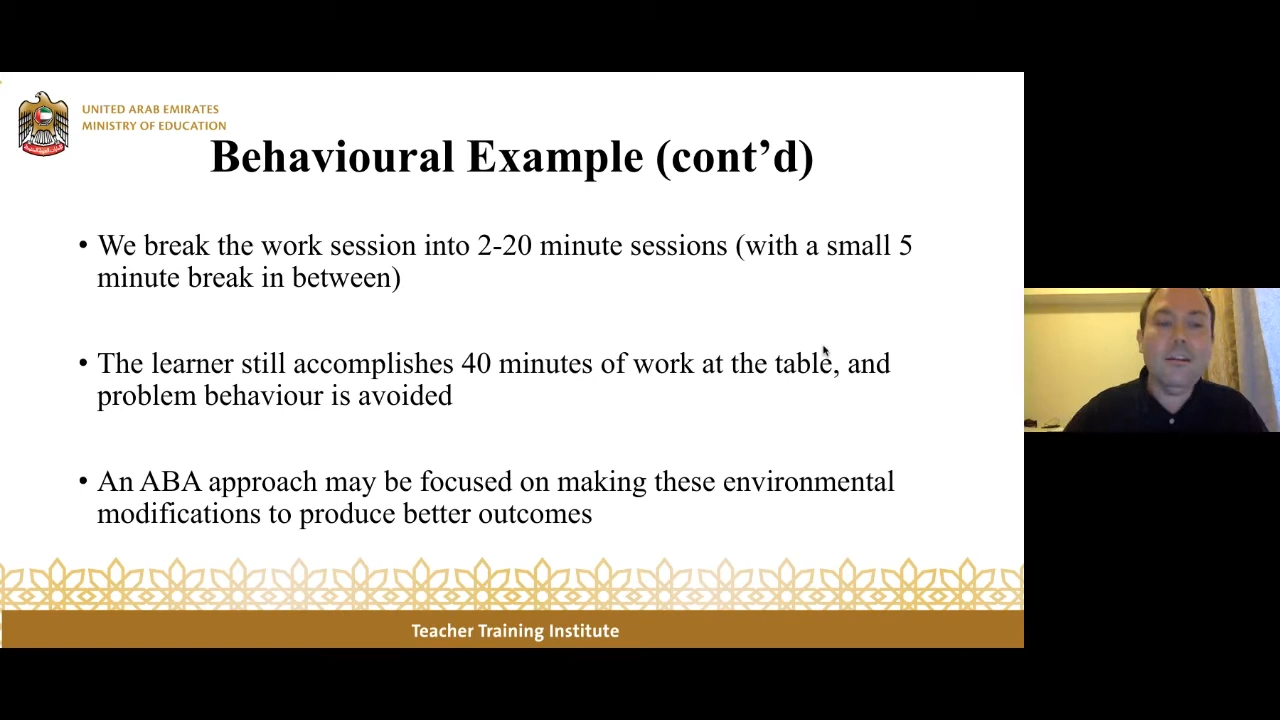 UNITED ARAB EMIRATES
MINISTRY OF EDUCATION
Behavioural Example (cont’d)
• We break the work session into 2-20 minute sessions (with a small 5
minute break in between)
• The learner still accomplishes 40 minutes of work at the table, and
problem behaviour is avoided
• An ABA approach may be focused on making these environmental
modifications to produce better outcomes
Teacher Training Institute